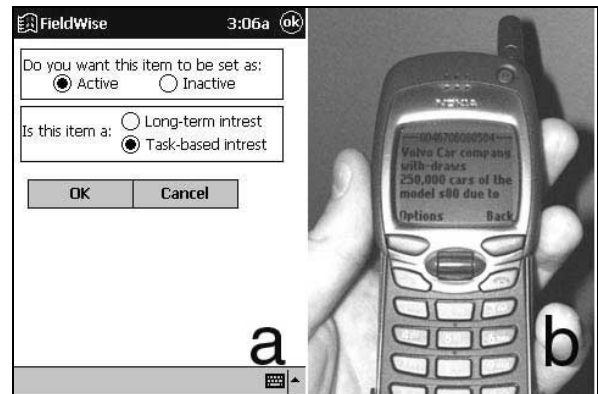 FieldWise 3:06a ok
Do you want this item to be set as:
Active Inactive
Is this item a:
Long-term intrest
Task-based intrest
OK Cancel
a
NOKIA
Volvo Car company
with-draws
250,000 cars of the
model s80 due to
Options Back
b